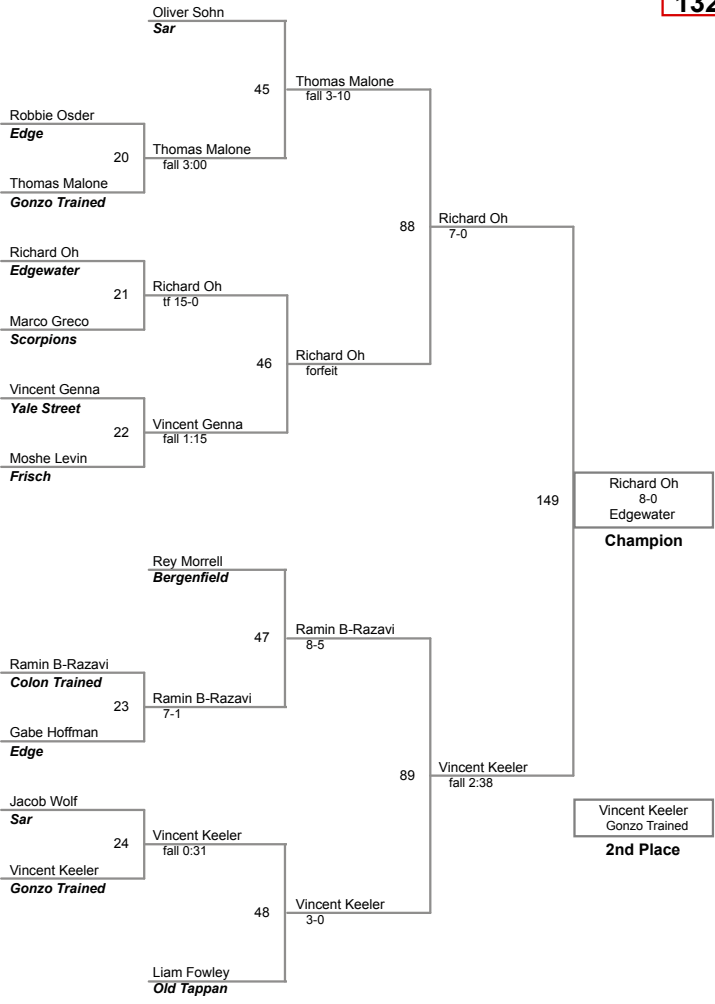 132
Oliver Sohn
Sar
45
Thomas Malone
fall 3-10
Robbie Osder
Edge
20
Thomas Malone
fall 3:00
Thomas Malone
Gonzo Trained
88
Richard Oh
7-0
Richard Oh
Edgewater
21
Richard Oh
tf 15-0
Marco Greco
Scorpions
46
Richard Oh
forfeit
Vincent Genna
Yale Street
22
Vincent Genna
fall 1:15
Moshe Levin
Frisch
149
Richard Oh
8-0
Edgewater
Champion
Rey Morrell
Bergenfield
47
Ramin B-Razavi
8-5
Ramin B-Razavi
Colon Trained
23
Ramin B-Razavi
7-1
Gabe Hoffman
Edge
89
Vincent Keeler
fall 2:38
Jacob Wolf
Sar
24
Vincent Keeler
fall 0:31
Vincent Keeler
Gonzo Trained
Vincent Keeler
Gonzo Trained
2nd Place
48
Vincent Keeler
3-0
Liam Fowley
Old Tappan